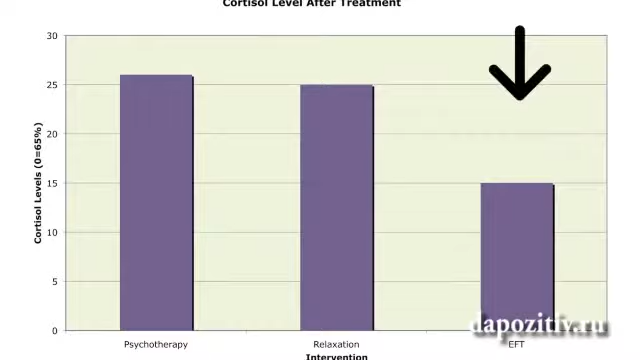 Cortisol Level After Treatment
30
25
20
15
10
5
0
Cortisol Levels (0=65%)
Psychotherapy
Relaxation
EFT
Intervention
dapozitiv.ru